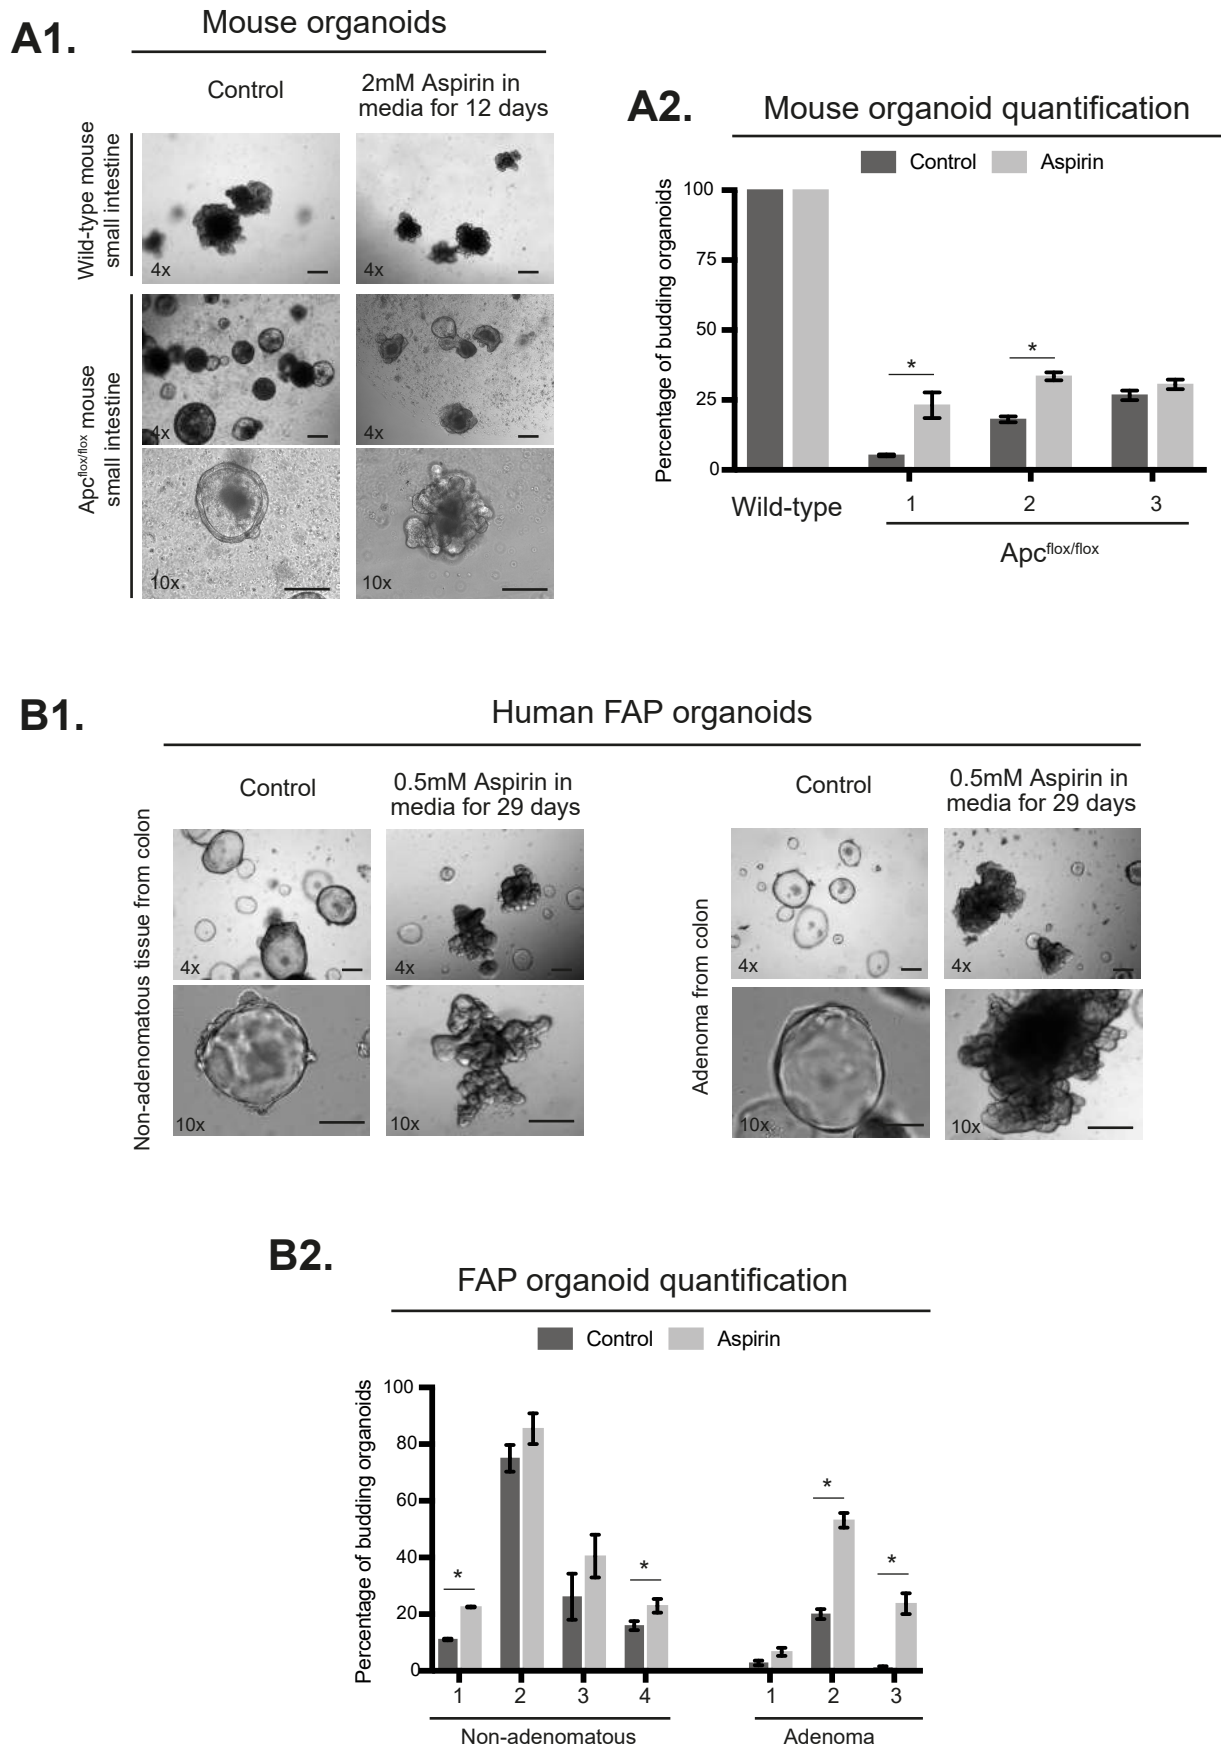 A1.
Mouse organoids
Control
2mM Aspirin in
media for 12 days
Wild-type mouse
small intestine
4x
4x
Apcflox/flox mouse
small intestine
4x
4x
10x
10x
A2.
Mouse organoid quantification
Control
Aspirin
Percentage of budding organoids
100
75
50
25
0
*
*
Wild-type
1
2
3
Apcflox/flox
B1.
Human FAP organoids
Control
0.5mM Aspirin in
media for 29 days
Non-adenomatous tissue from colon
4x
4x
10x
10x
Control
0.5mM Aspirin in
media for 29 days
Adenoma from colon
4x
4x
10x
10x
B2.
FAP organoid quantification
Control
Aspirin
Percentage of budding organoids
100
80
60
40
20
0
*
*
*
*
1
2
3
4
1
2
3
Non-adenomatous
Adenoma